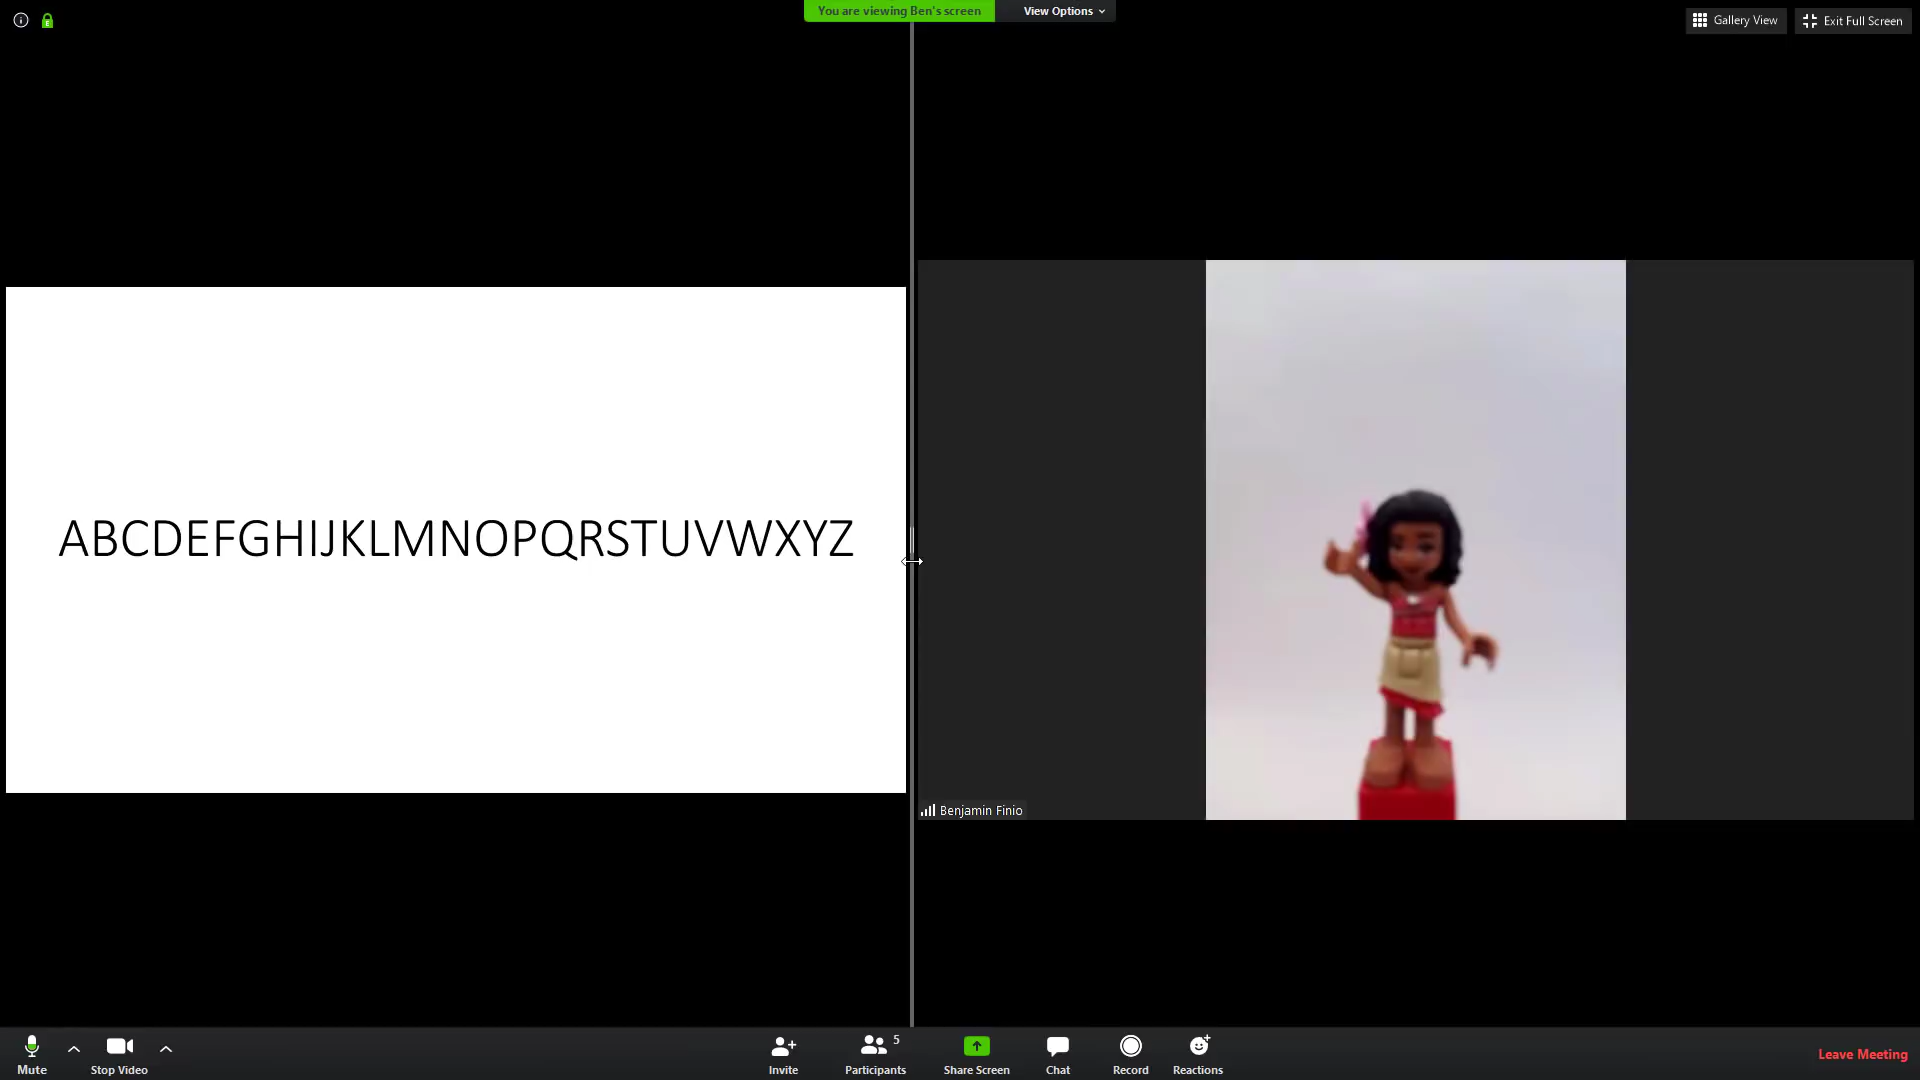 You are viewing Ben's screen
View Options
Gallery View
Exit Full Screen
ABCDEFGHIJKLMNOPQRSTUVWXYZ
Benjamin Finio
Mute
Stop Video
Invite
Participants
5
Share Screen
Chat
Record
Reactions
Leave Meeting